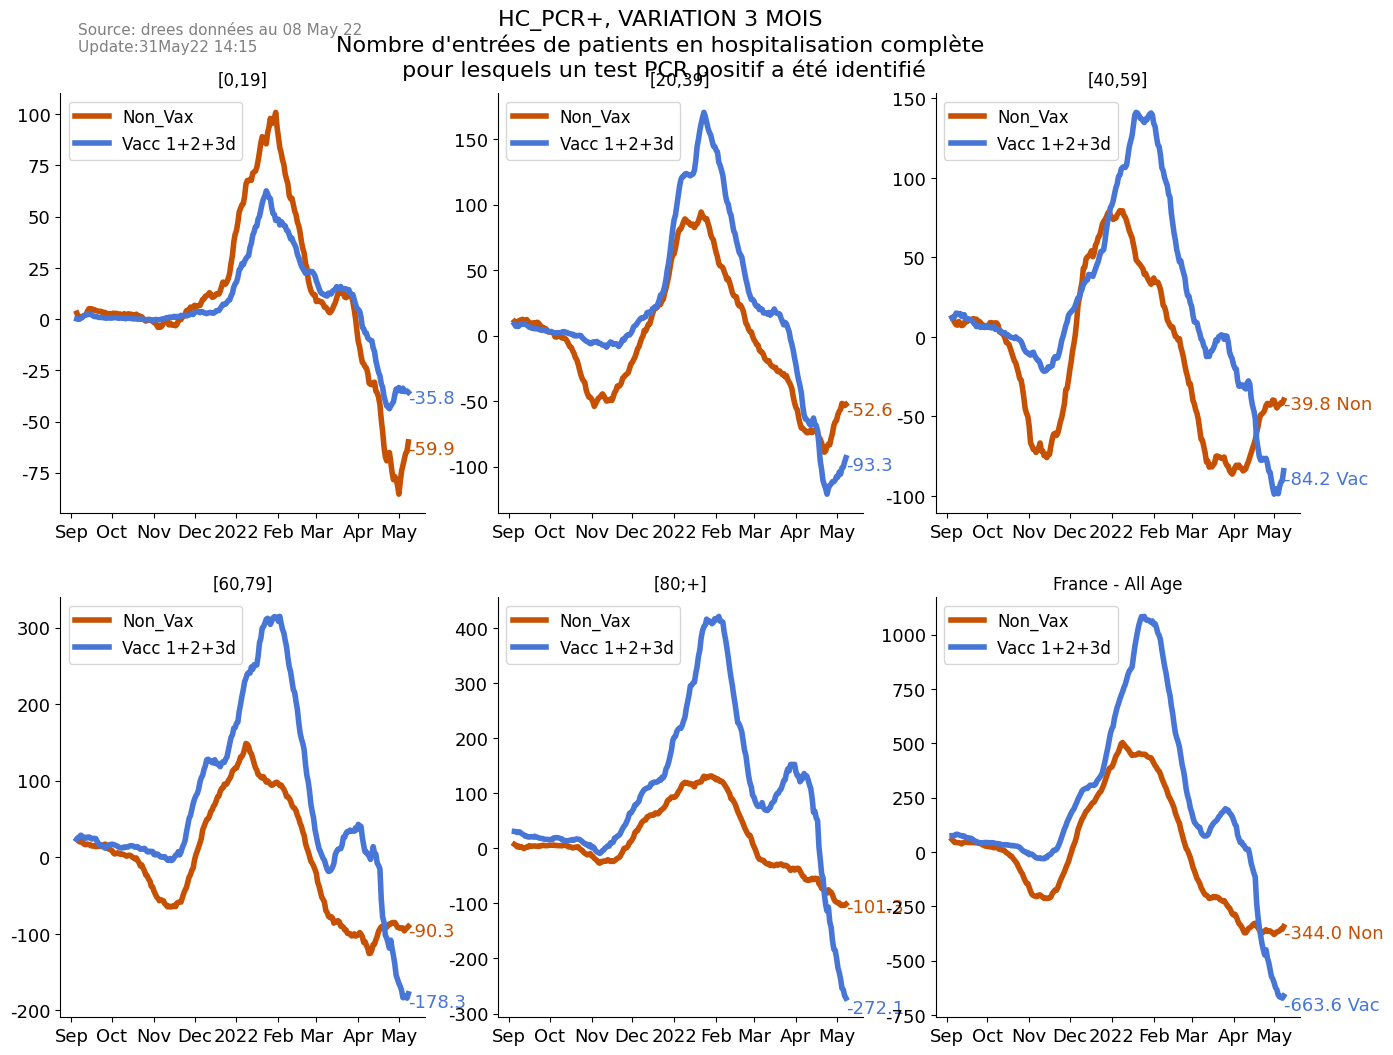 HC_PCR+, VARIATION 3 MOIS
Source: drees données au 08 May 22
Update:31May22 14:15
Nombre d'entrées de patients en hospitalisation complète
pour lesquels un test PCR positif a été identifié
[0,19]
Non_Vax
Vacc 1+2+3d
100
75
50
25
0
-25
-50
-75
-35.8
-59.9
Sep Oct Nov Dec 2022 Feb Mar Apr May
[20,39]
Non_Vax
Vacc 1+2+3d
150
100
50
0
-50
-100
-52.6
-93.3
Sep Oct Nov Dec 2022 Feb Mar Apr May
[40,59]
Non_Vax
Vacc 1+2+3d
150
100
50
0
-50
-100
-39.8 Non
-84.2 Vac
Sep Oct Nov Dec 2022 Feb Mar Apr May
[60,79]
Non_Vax
Vacc 1+2+3d
300
200
100
0
-100
-200
-90.3
-178.3
Sep Oct Nov Dec 2022 Feb Mar Apr May
[80;+]
Non_Vax
Vacc 1+2+3d
400
300
200
100
0
-100
-200
-300
-272.1
Sep Oct Nov Dec 2022 Feb Mar Apr May
France - All Age
Non_Vax
Vacc 1+2+3d
1000
750
500
250
0
-250
-500
-750
-344.0 Non
-663.6 Vac
Sep Oct Nov Dec 2022 Feb Mar Apr May